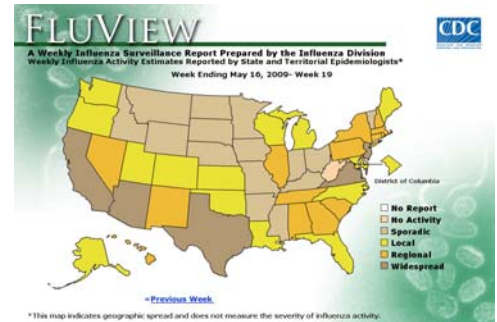 FLUVIEW
CDC
A Weekly Influenza Surveillance Report Prepared by the Influenza Division
Weekly Influenza Activity Estimates Reported by State and Territorial Epidemiologists*
Week Ending May 16, 2009- Week 19
District of Columbia
No Report
No Activity
Sporadic
Local
Regional
Widespread
<Previous Week
*This map indicates geographic spread and does not measure the severity of influenza activity.